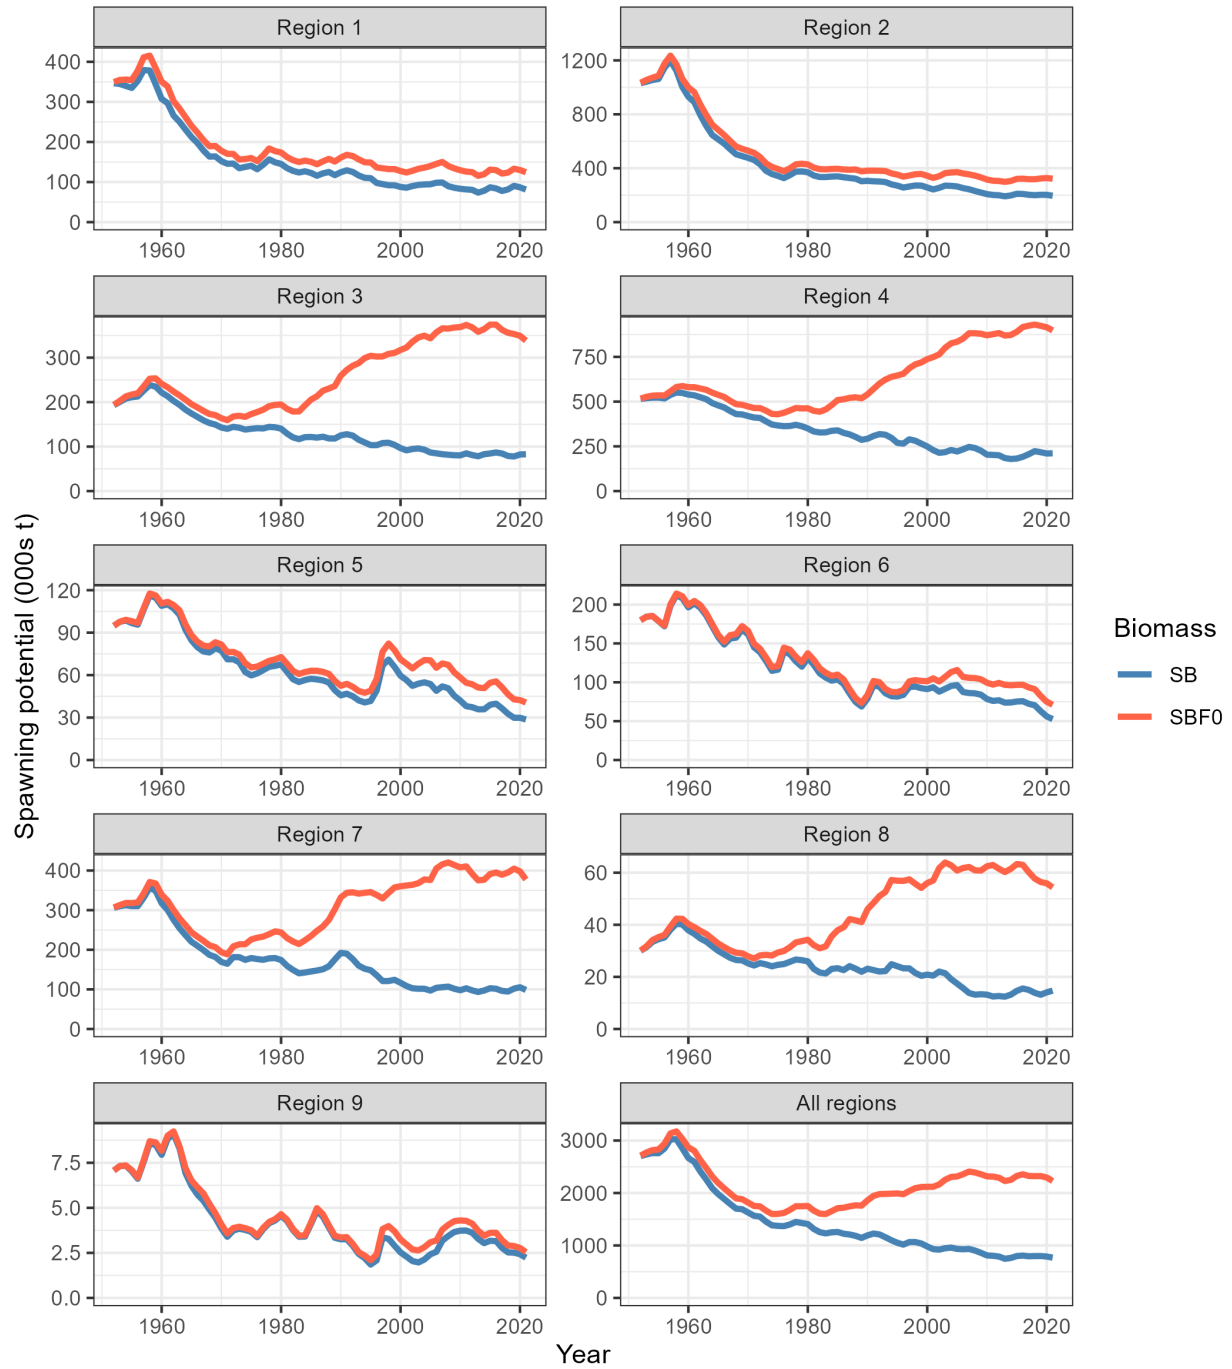 Region 1
Region 2
400
300
200
100
0
1200
800
400
0
1960 1980 2000 2020
1960 1980 2000 2020
Region 3
Region 4
300
200
100
0
750
500
250
0
1960 1980 2000 2020
1960 1980 2000 2020
Region 5
Region 6
120
90
60
30
0
200
150
100
50
0
1960 1980 2000 2020
1960 1980 2000 2020
Region 7
Region 8
400
300
200
100
0
60
40
20
0
1960 1980 2000 2020
1960 1980 2000 2020
Region 9
All regions
7.5
5.0
2.5
0.0
3000
2000
1000
0
1960 1980 2000 2020
1960 1980 2000 2020
Spawning potential (000s t)
Year
Biomass
SB
SBF0